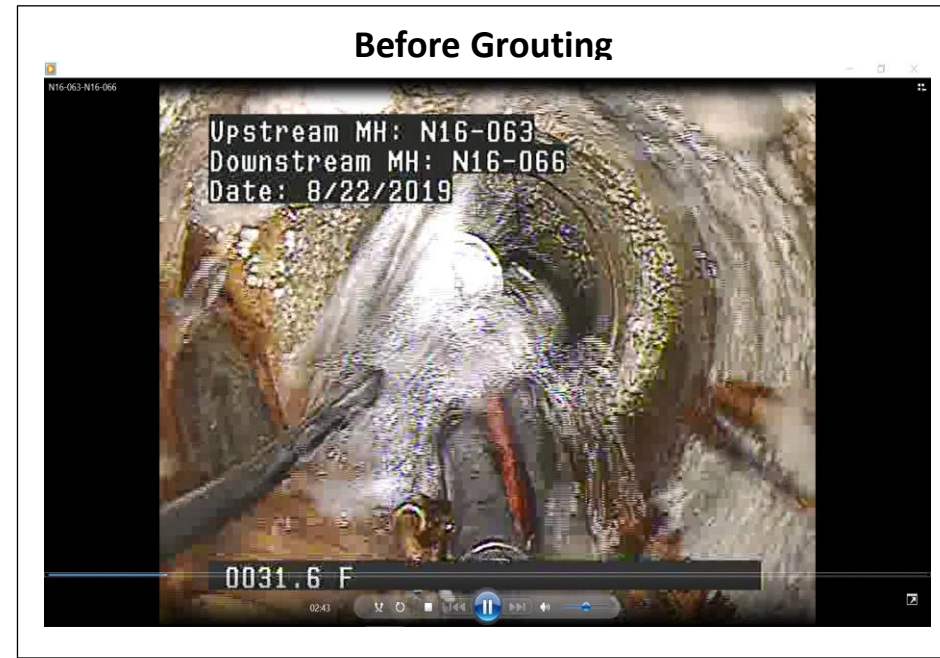 Before Grouting
N16-063-N16-066
Upstream MH: N16-063
Downstream MH: N16-066
Date: 8/22/2019
0031.6 F
02:43